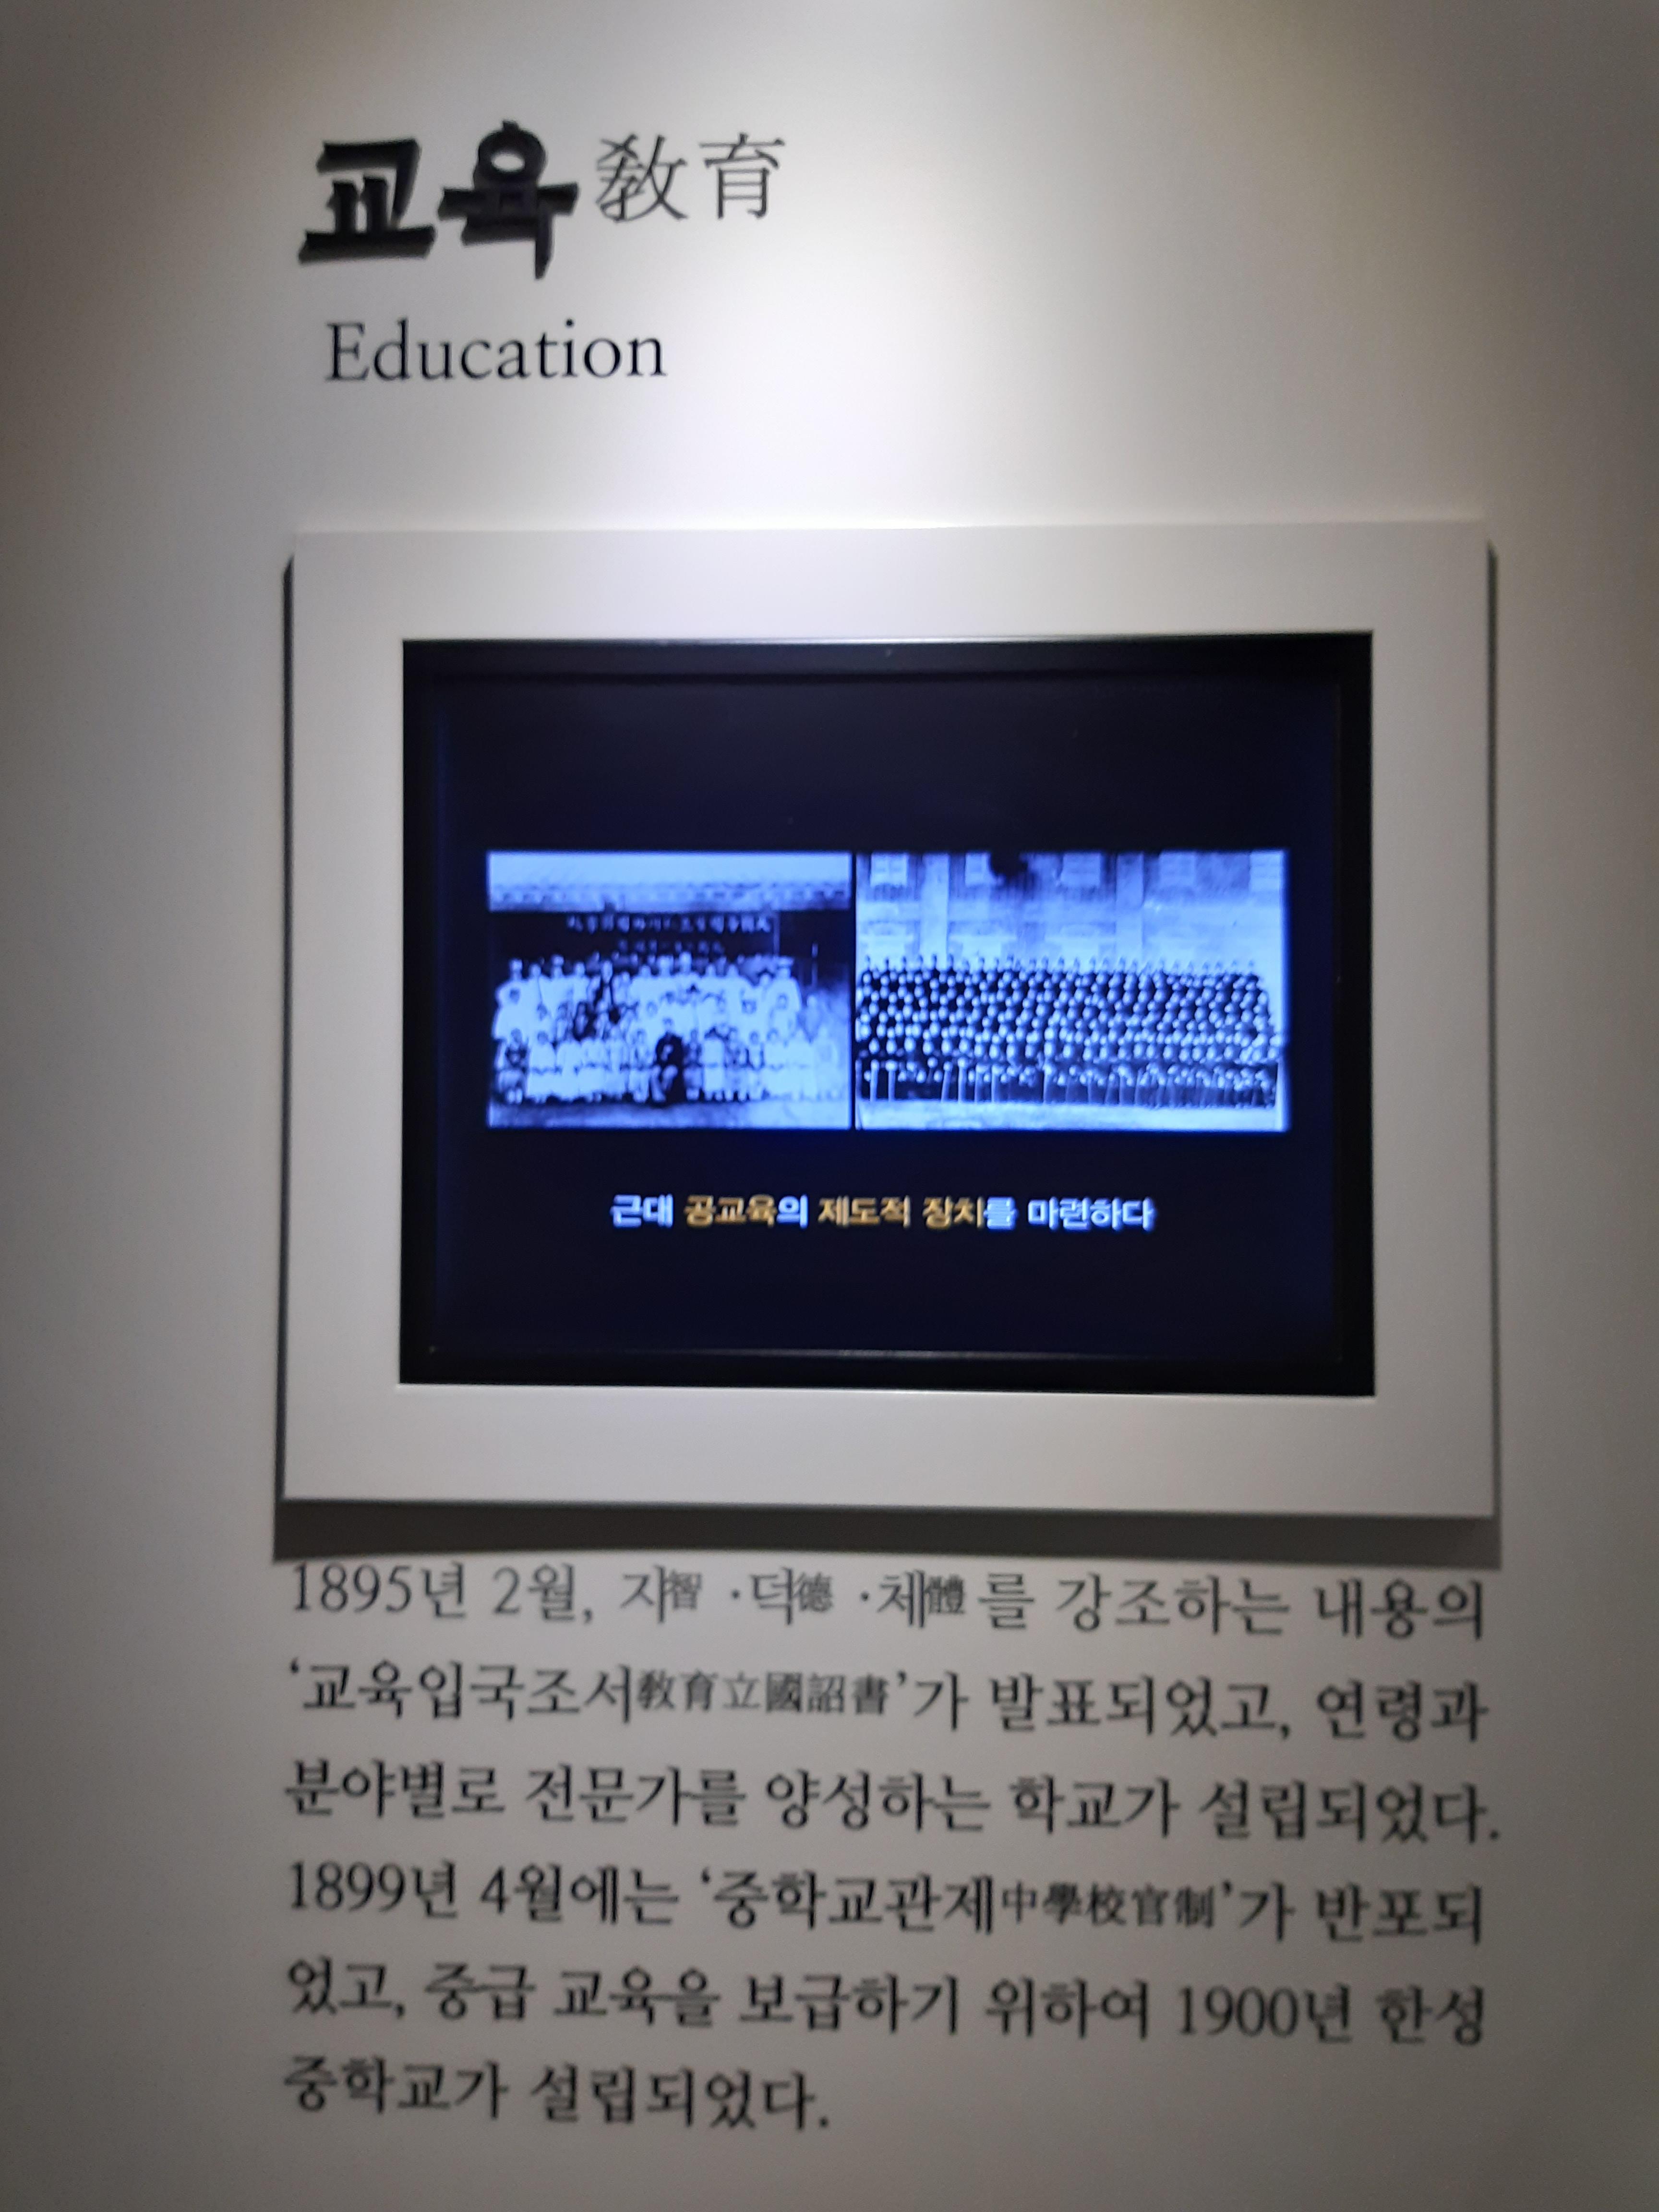 교육 敎育
Education
근대 공교육의 제도적 장치를 마련하다
1895년 2월, 지智·덕德·체體를 강조하는 내용의
‘교육입국조서敎育立國詔書’가 발표되었고, 연령과
분야별로 전문가를 양성하는 학교가 설립되었다.
1899년 4월에는 ‘중학교관제中學校官制’가 반포되
었고, 중급 교육을 보급하기 위하여 1900년 한성
중학교가 설립되었다.